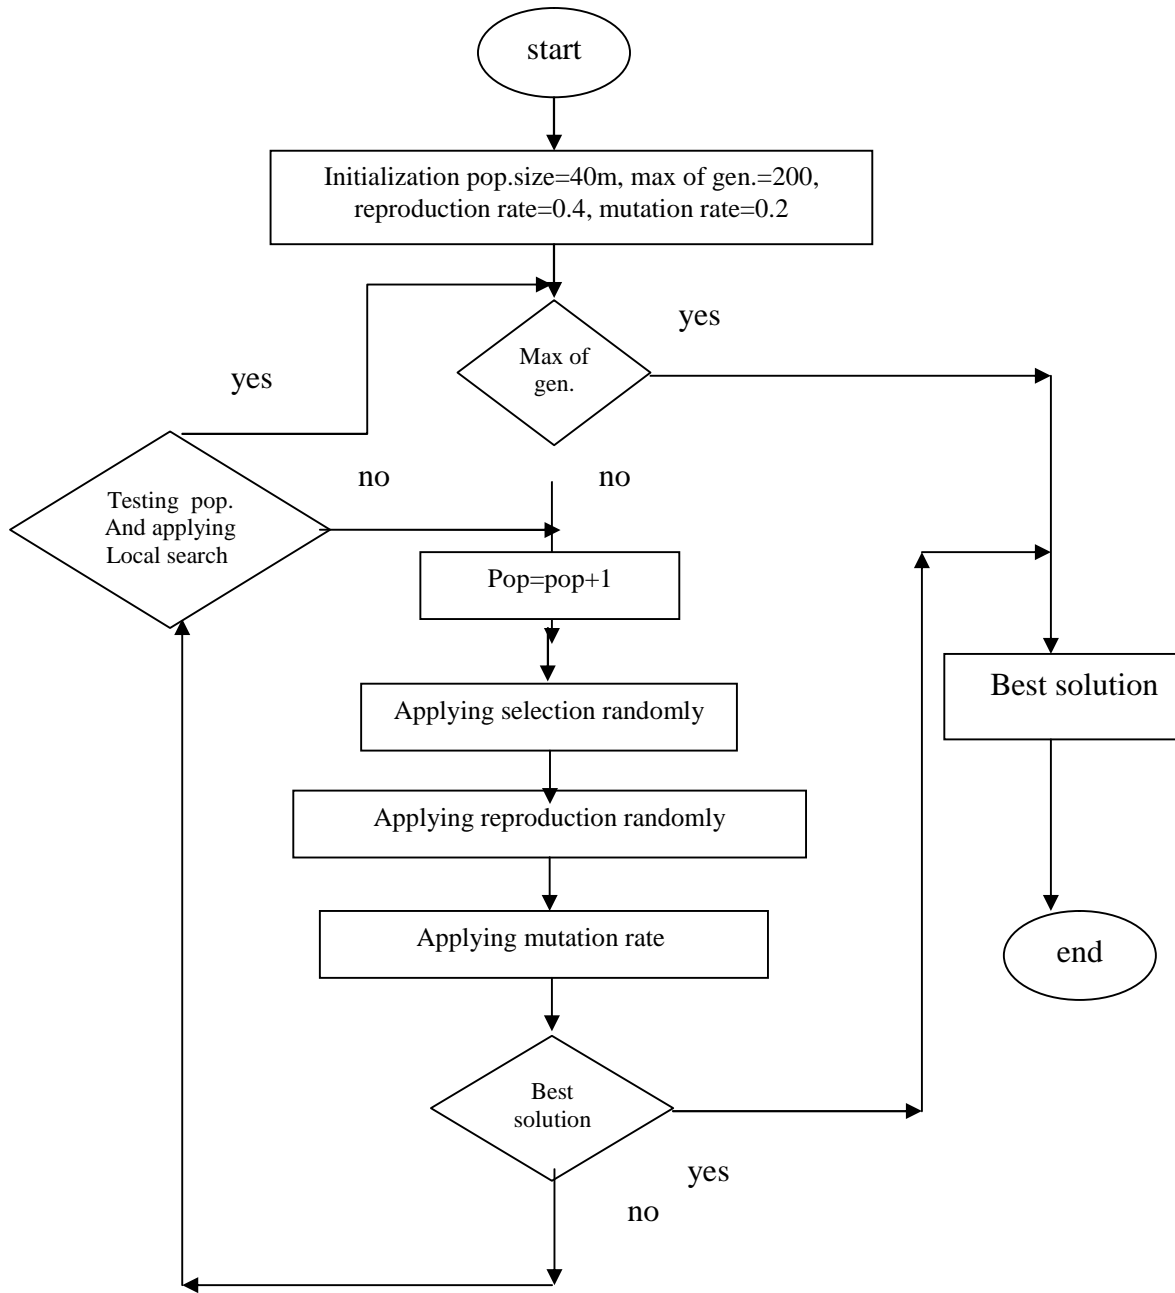 start
Initialization pop.size=40m, max of gen.=200,
reproduction rate=0.4, mutation rate=0.2
yes
Max of
gen.
yes
no
no
Testing pop.
And applying
Local search
Pop=pop+1
Best solution
Applying selection randomly
Applying reproduction randomly
Applying mutation rate
end
Best
solution
yes
no